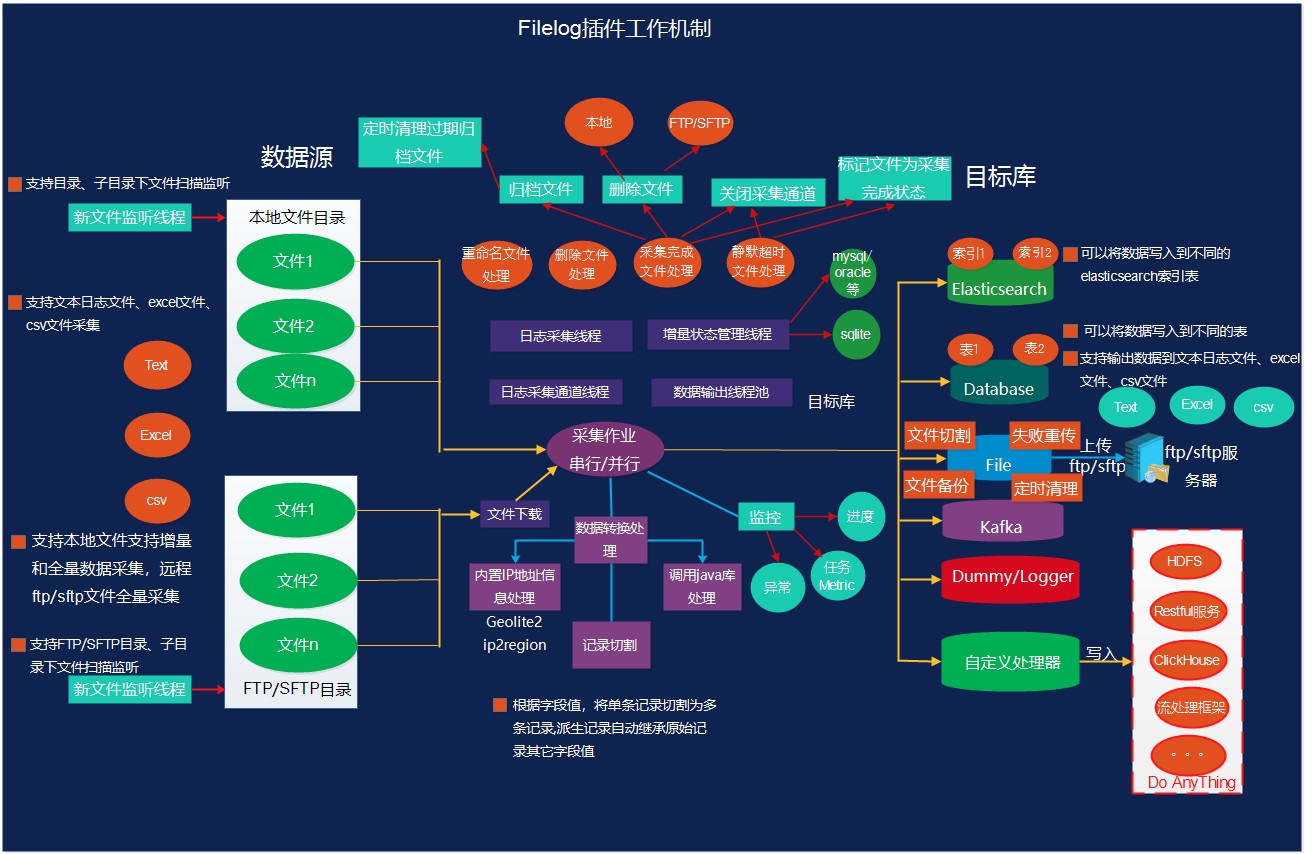 Filelog插件工作机制
数据源
支持目录、子目录下文件扫描监听
新文件监听线程
本地文件目录
文件1
文件2
文件n
支持文本日志文件、excel文件、
csv文件采集
Text
Excel
csv
支持本地文件支持增量
和全量数据采集，远程
ftp/sftp文件全量采集
支持FTP/SFTP目录、子目
录下文件扫描监听
新文件监听线程
文件1
文件2
文件n
FTP/SFTP目录
定时清理过期归
档文件
本地
FTP/SFTP
归档文件
删除文件
关闭采集通道
标记文件为采集
完成状态
重命名文件
处理
删除文件
处理
采集完成
文件处理
静默超时
文件处理
mysql/
oracle
等
sqlite
日志采集线程
增量状态管理线程
日志采集通道线程
数据输出线程池
目标库
采集作业
串行/并行
文件下载
数据转换处
理
内置IP地址信
息处理
Geolite2
ip2region
调用java库
处理
记录切割
根据字段值，将单条记录切割为多
条记录,派生记录自动继承原始记
录其它字段值
监控
进度
异常
任务
Metric
目标库
索引1
索引2
Elasticsearch
可以将数据写入到不同的
elasticsearch索引表
表1
表2
Database
可以将数据写入到不同的表
支持输出数据到文本日志文件、excel
文件、csv文件
Text
Excel
csv
文件切割
失败重传
File
文件备份
定时清理
上传
ftp/sftp
ftp/sftp服
务器
Kafka
Dummy/Logger
自定义处理器
写入
HDFS
Restful服务
ClickHouse
流处理框架
。。。
Do AnyThing